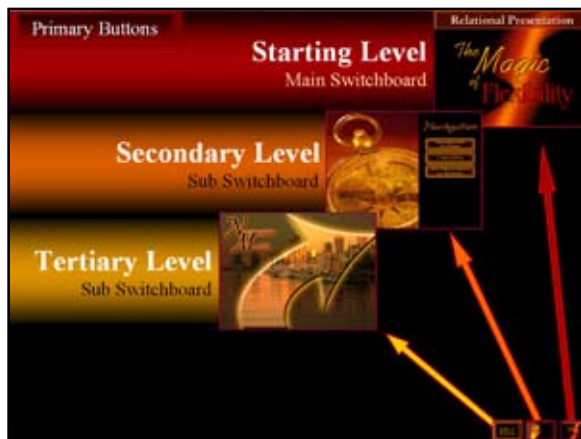 Primary Buttons
Relational Presentation
Starting Level
Main Switchboard
The
Magic
of
Flexibility
Secondary Level
Sub Switchboard
Navigation
Tertiary Level
Sub Switchboard